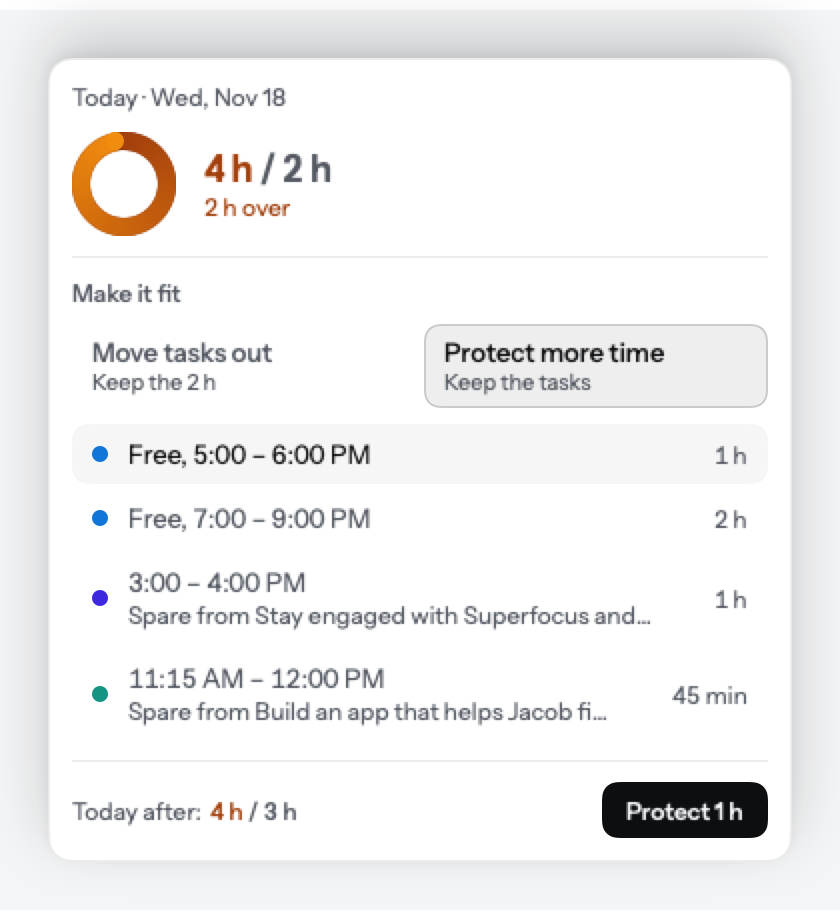 Today · Wed, Nov 18
4 h / 2 h
2 h over
Make it fit
Move tasks out
Keep the 2 h
Protect more time
Keep the tasks
Free, 5:00 – 6:00 PM 1 h
Free, 7:00 – 9:00 PM 2 h
3:00 – 4:00 PM
Spare from Stay engaged with Superfocus and... 1 h
11:15 AM – 12:00 PM
Spare from Build an app that helps Jacob fi... 45 min
Today after: 4 h / 3 h
Protect 1 h